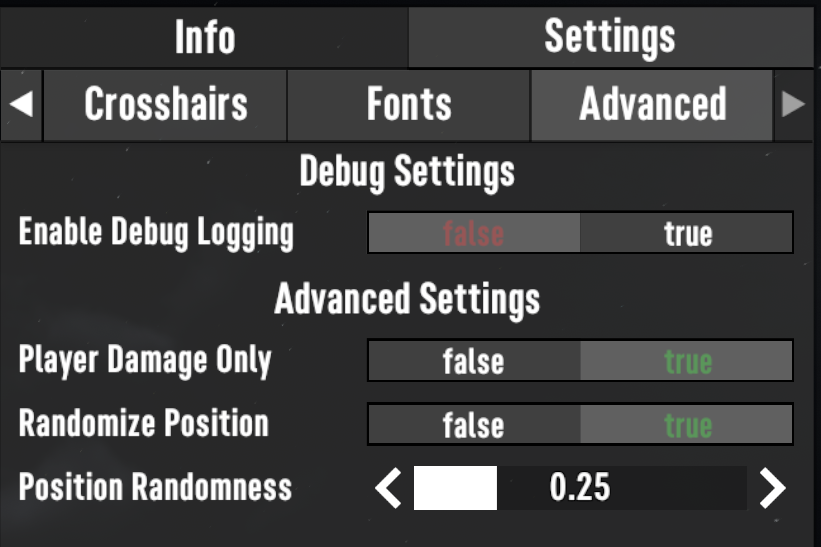 Info Settings
Crosshairs Fonts Advanced
Debug Settings
Enable Debug Logging false true
Advanced Settings
Player Damage Only false true
Randomize Position false true
Position Randomness 0.25